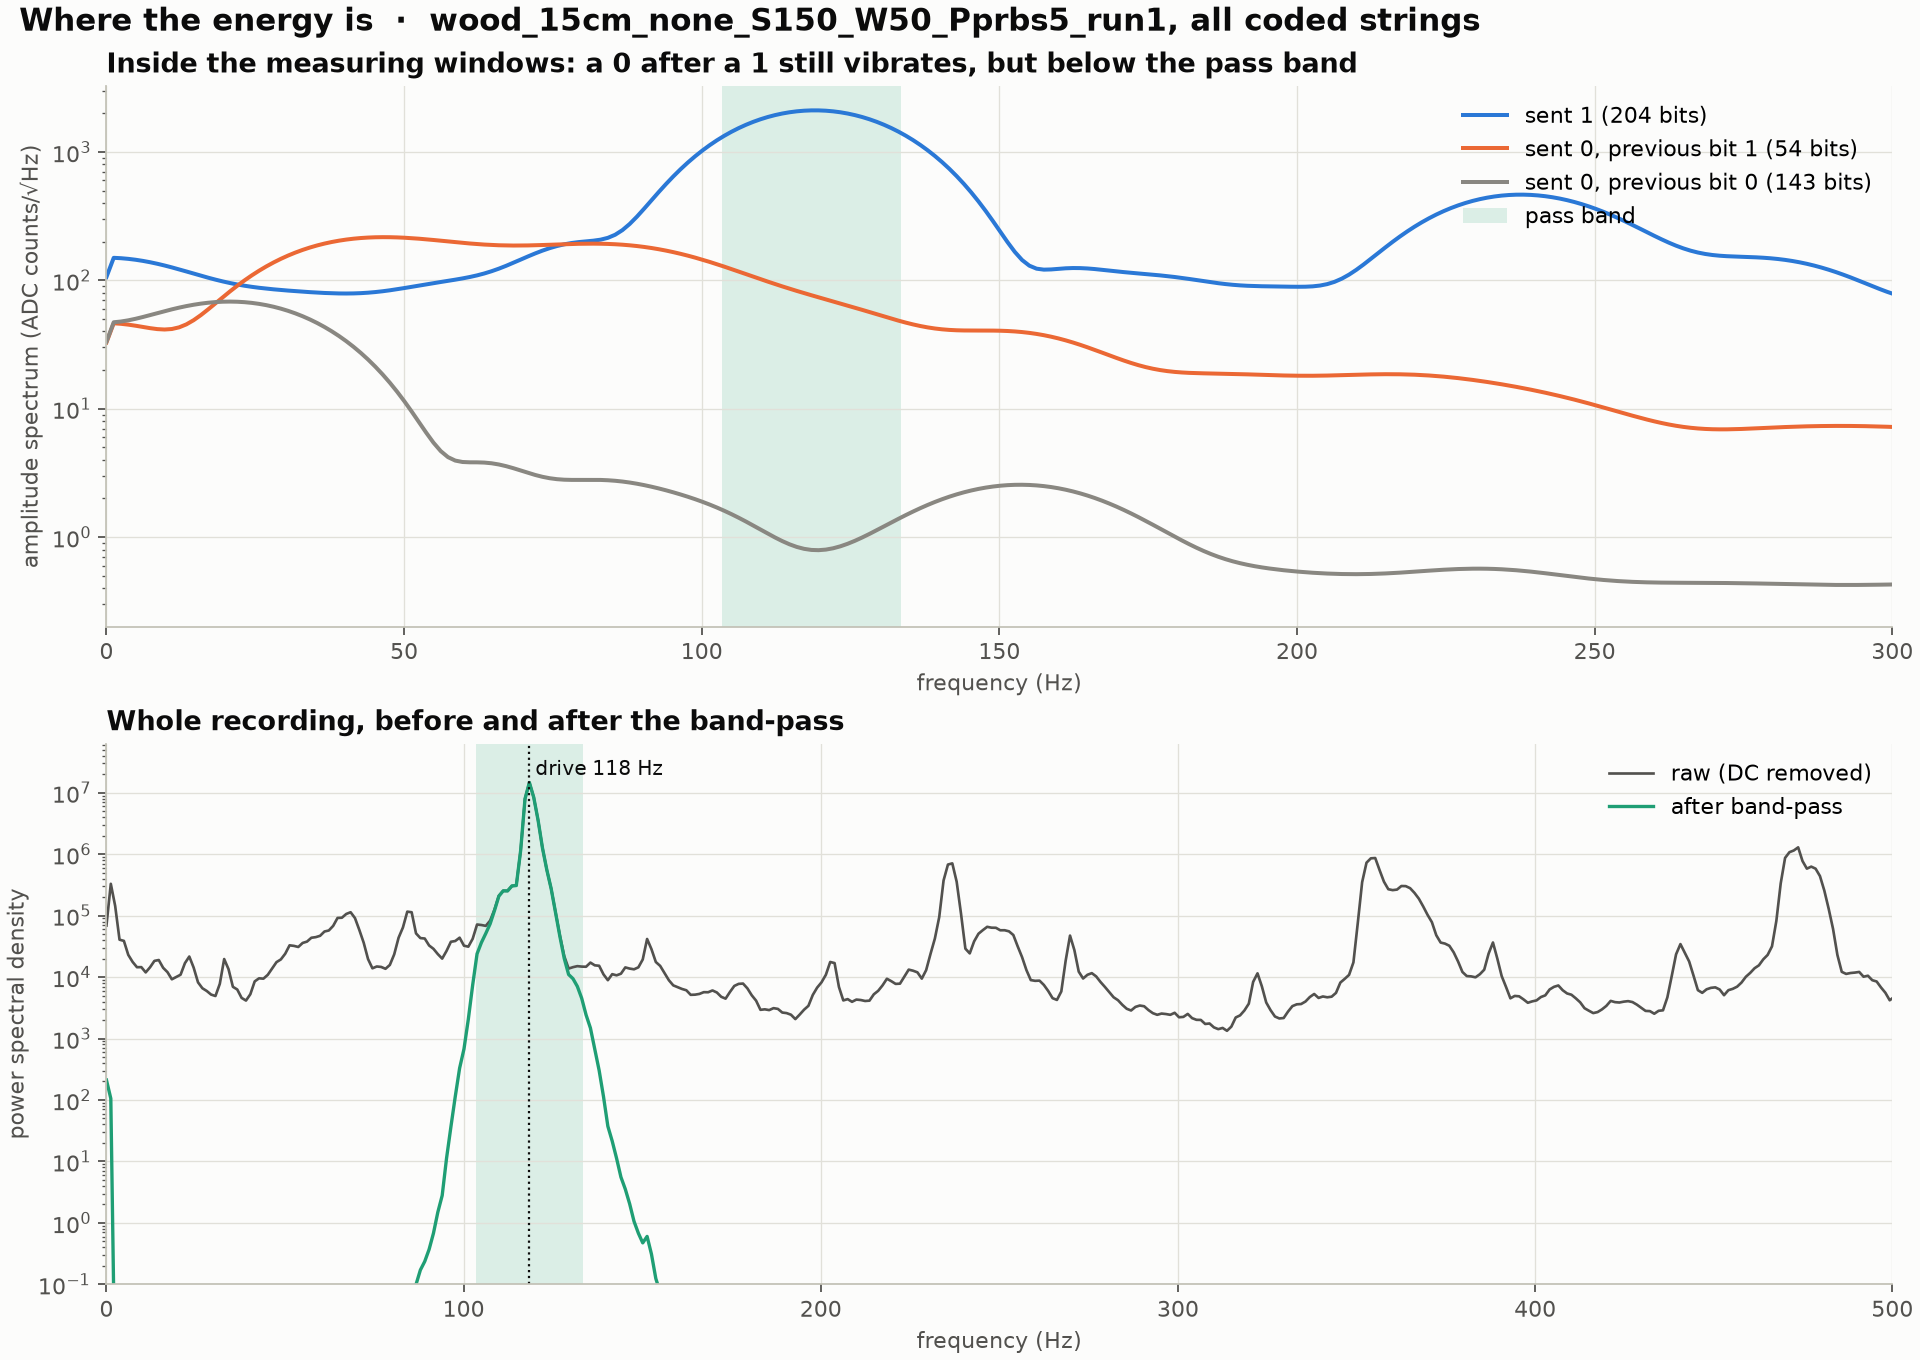 Where the energy is · wood_15cm_none_S150_W50_Pprbs5_run1, all coded strings
Inside the measuring windows: a 0 after a 1 still vibrates, but below the pass band
amplitude spectrum (ADC counts/√Hz)
10³
10²
10¹
10⁰
sent 1 (204 bits)
sent 0, previous bit 1 (54 bits)
sent 0, previous bit 0 (143 bits)
pass band
0 50 100 150 200 250 300
frequency (Hz)
Whole recording, before and after the band-pass
power spectral density
10⁷
10⁶
10⁵
10⁴
10³
10²
10¹
10⁰
10⁻¹
drive 118 Hz
raw (DC removed)
after band-pass
0 100 200 300 400 500
frequency (Hz)